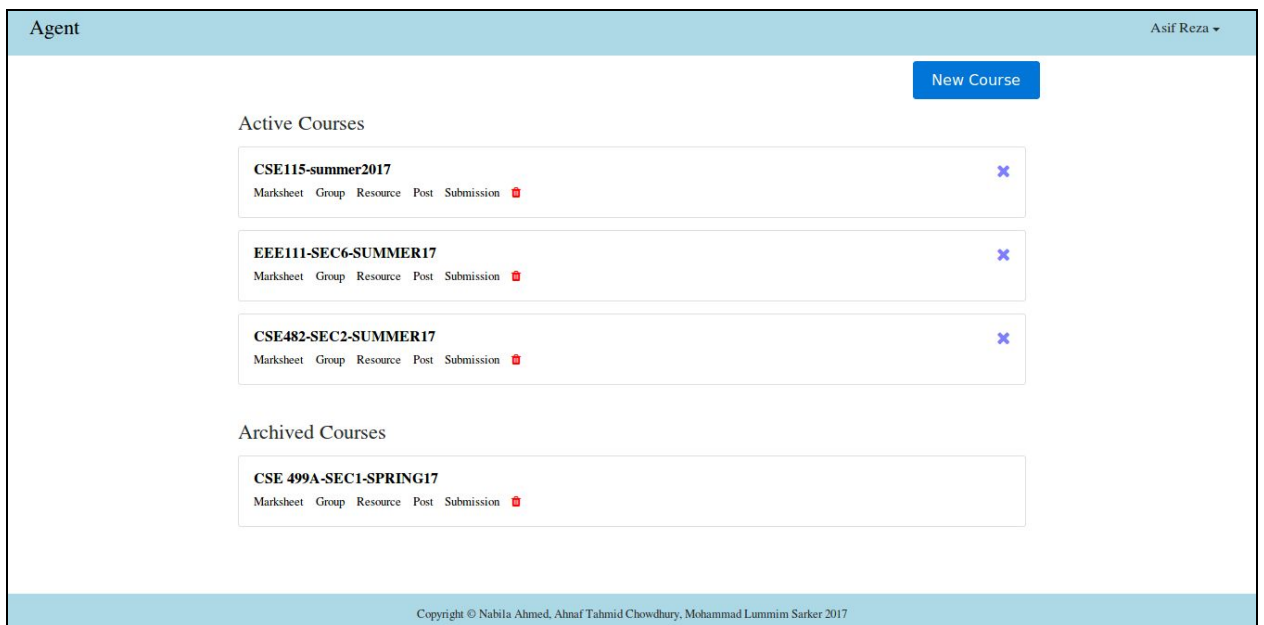 Agent Asif Reza
New Course
Active Courses
CSE115-summer2017
Marksheet Group Resource Post Submission
EEE111-SEC6-SUMMER17
Marksheet Group Resource Post Submission
CSE482-SEC2-SUMMER17
Marksheet Group Resource Post Submission
Archived Courses
CSE 499A-SEC1-SPRING17
Marksheet Group Resource Post Submission
Copyright © Nabila Ahmed, Ahnaf Tahmid Chowdhury, Mohammad Lummim Sarker 2017